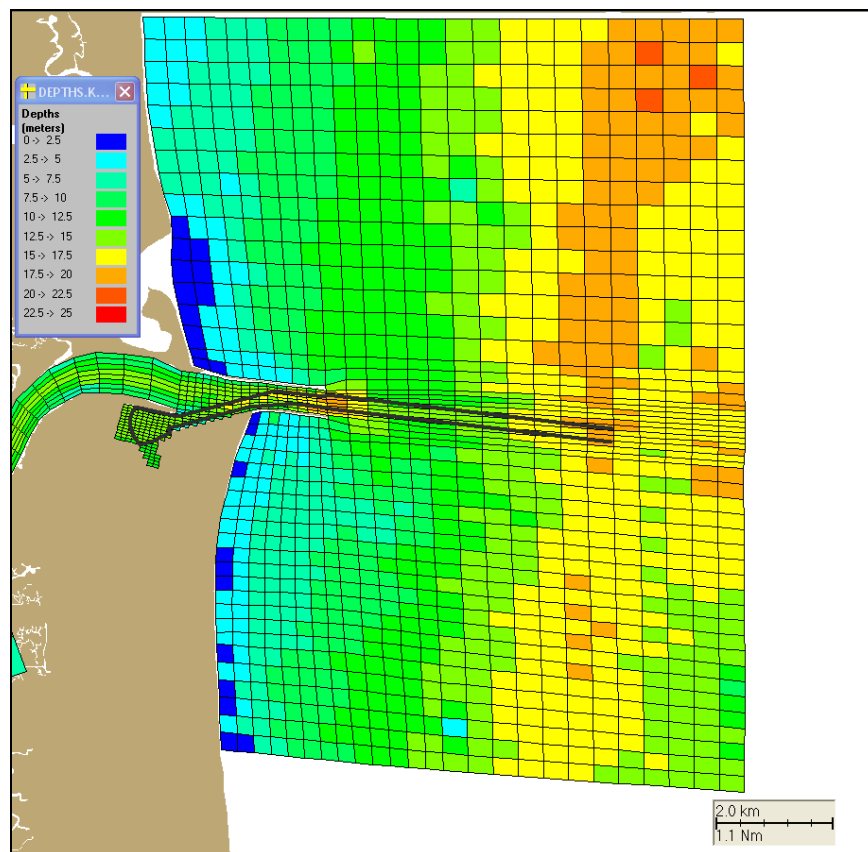 DEPTHS.K...
Depths
(meters)
0 -> 2.5
2.5 -> 5
5 -> 7.5
7.5 -> 10
10 -> 12.5
12.5 -> 15
15 -> 17.5
17.5 -> 20
20 -> 22.5
22.5 -> 25
2.0 km
1.1 Nm